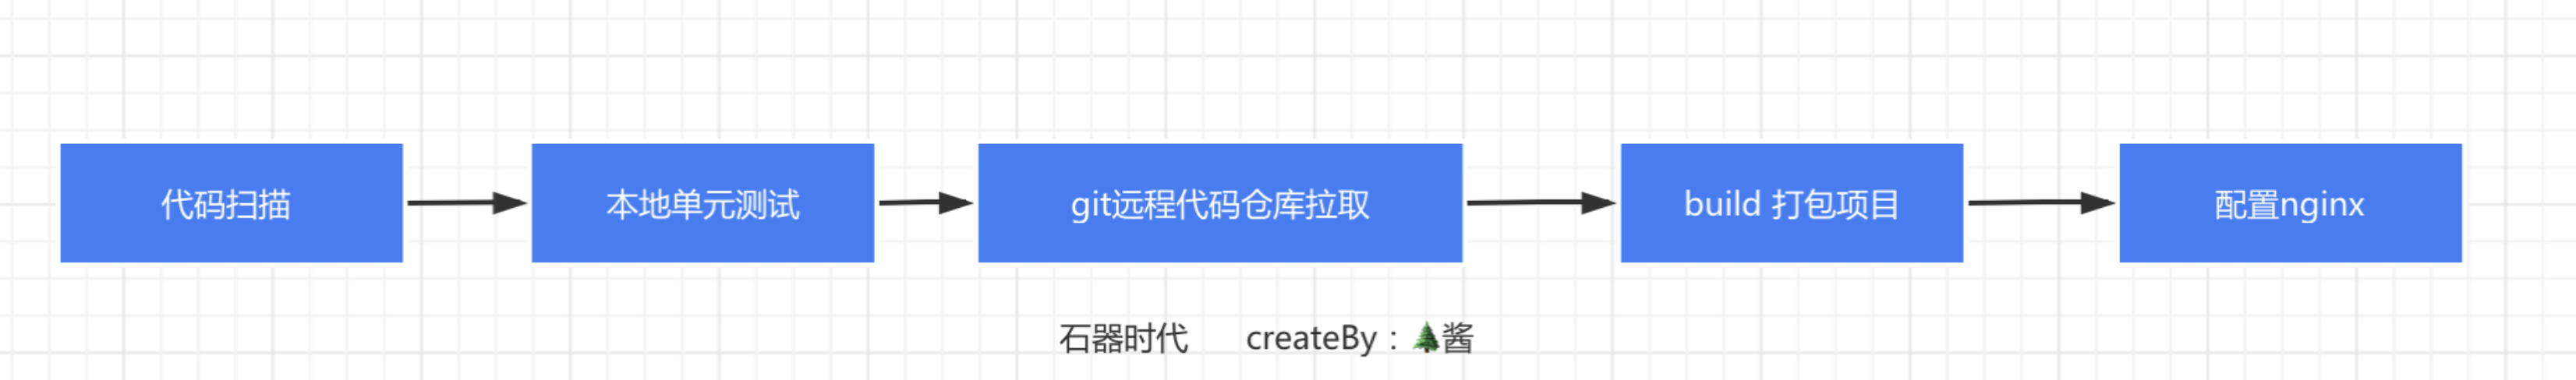 代码扫描
本地单元测试
git远程代码仓库拉取
build 打包项目
配置nginx
石器时代 createBy：🌲酱